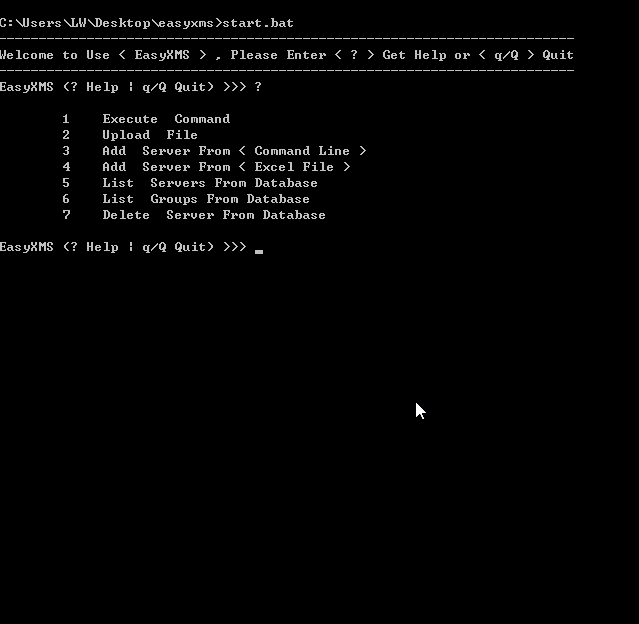 C:\Users\LW\Desktop\easyxms>start.bat
------------------------------------------------------------------------
Welcome to Use < EasyXMS > , Please Enter < ? > Get Help or < q/Q > Quit
------------------------------------------------------------------------
EasyXMS (? Help | q/Q Quit) >>> ?
1    Execute  Command
2    Upload  File
3    Add  Server From < Command Line >
4    Add  Server From < Excel File >
5    List  Servers From Database
6    List  Groups From Database
7    Delete  Server From Database
EasyXMS (? Help | q/Q Quit) >>> _